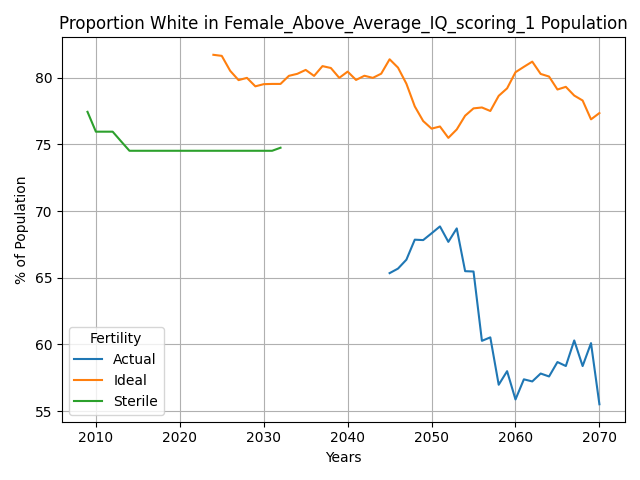 Proportion White in Female_Above_Average_IQ_scoring_1 Population
% of Population
80
75
70
65
60
55
Fertility
Actual
Ideal
Sterile
2010 2020 2030 2040 2050 2060 2070
Years